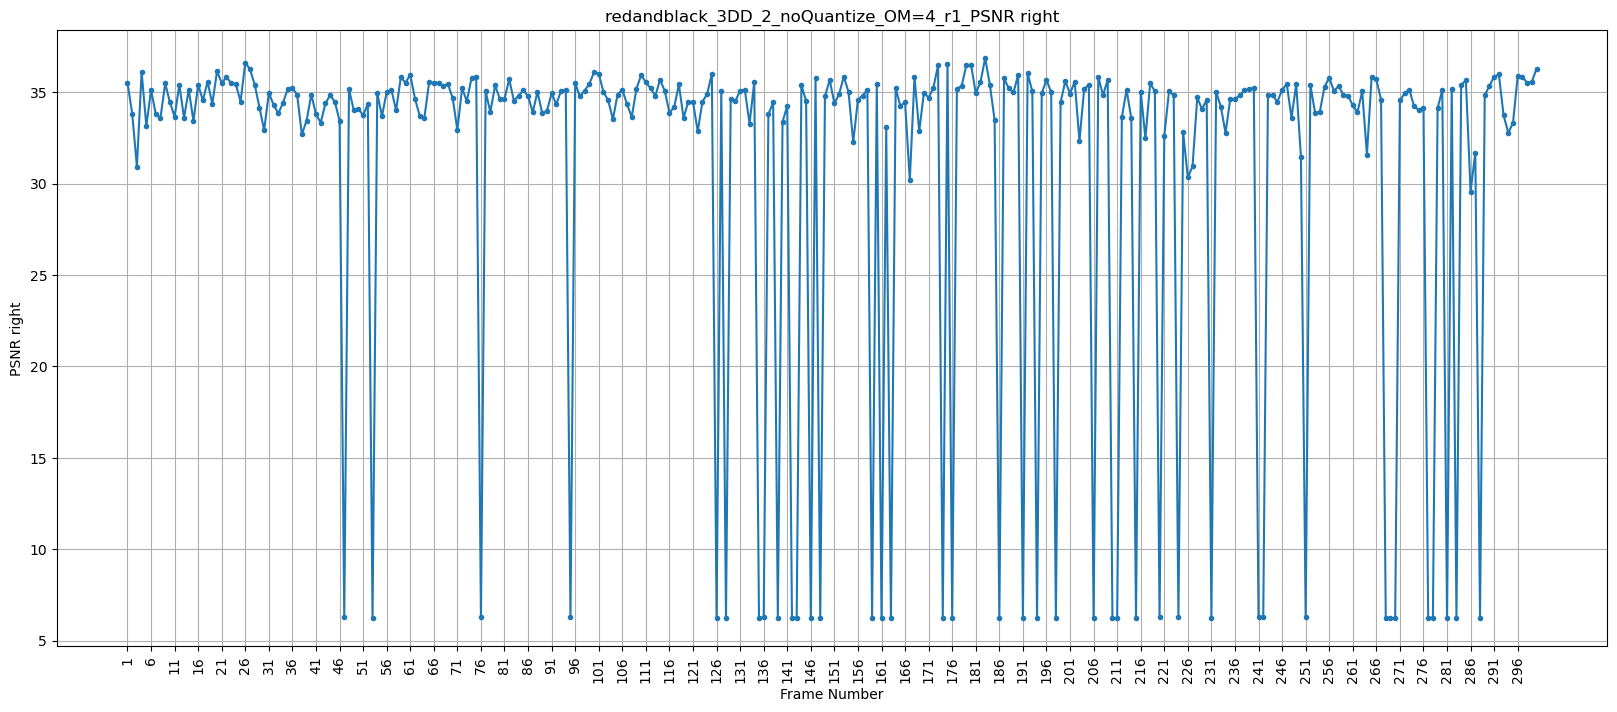 redandblack_3DD_2_noQuantize_OM=4_r1_PSNR right
PSNR right
35
30
25
20
15
10
5
1 6 11 16 21 26 31 36 41 46 51 56 61 66 71 76 81 86 91 96 101 106 111 116 121 126 131 136 141 146 151 156 161 166 171 176 181 186 191 196 201 206 211 216 221 226 231 236 241 246 251 256 261 266 271 276 281 286 291 296
Frame Number